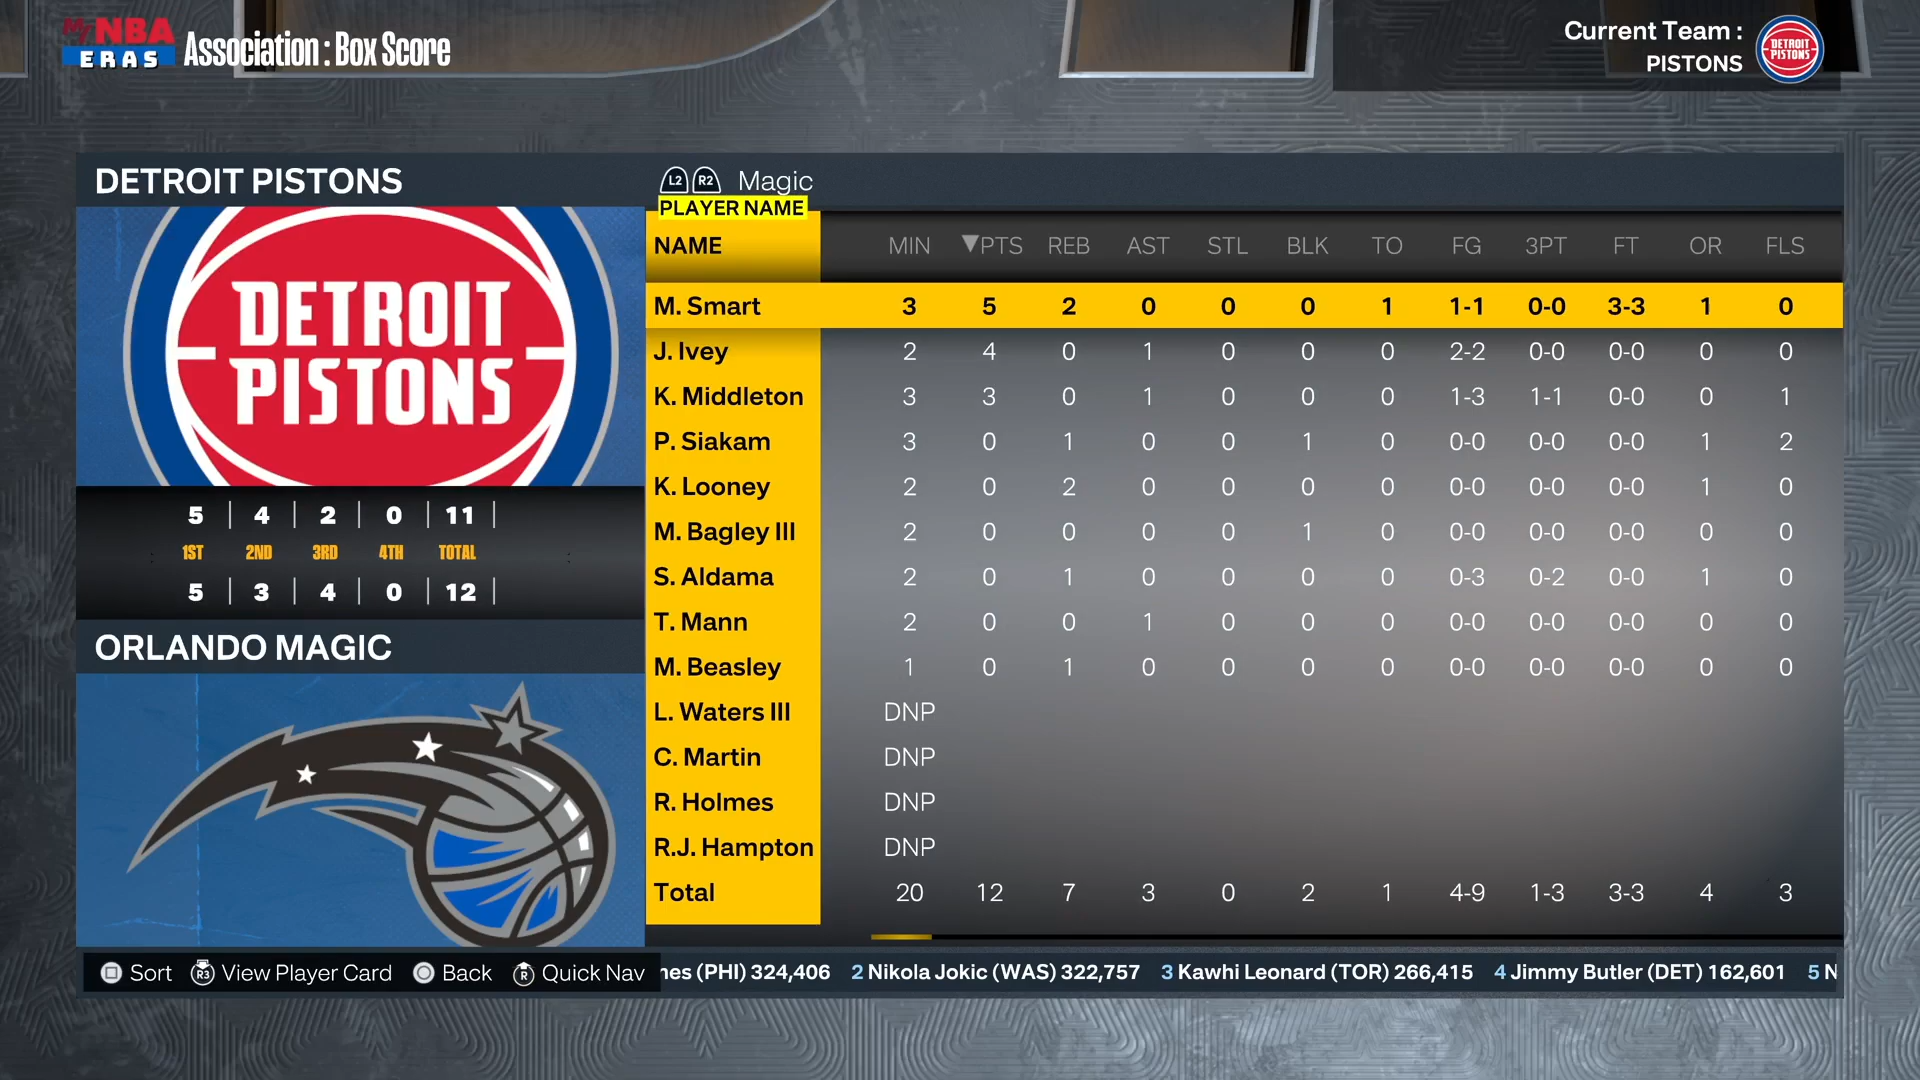 MyNBA ERAS Association : Box Score
Current Team :
PISTONS
DETROIT PISTONS
DETROIT PISTONS
L2 R2 Magic
PLAYER NAME
NAME MIN ▼PTS REB AST STL BLK TO FG 3PT FT OR FLS
M. Smart 3 5 2 0 0 0 1 1-1 0-0 3-3 1 0
J. Ivey 2 4 0 1 0 0 0 2-2 0-0 0-0 0 0
K. Middleton 3 3 0 1 0 0 0 1-3 1-1 0-0 0 1
P. Siakam 3 0 1 0 0 1 0 0-0 0-0 0-0 1 2
K. Looney 2 0 2 0 0 0 0 0-0 0-0 0-0 1 0
M. Bagley III 2 0 0 0 0 1 0 0-0 0-0 0-0 0 0
S. Aldama 2 0 1 0 0 0 0 0-3 0-2 0-0 1 0
T. Mann 2 0 0 1 0 0 0 0-0 0-0 0-0 0 0
M. Beasley 1 0 1 0 0 0 0 0-0 0-0 0-0 0 0
L. Waters III DNP
C. Martin DNP
R. Holmes DNP
R.J. Hampton DNP
Total 20 12 7 3 0 2 1 4-9 1-3 3-3 4 3
DETROIT
PISTONS
5 4 2 0 11
1ST 2ND 3RD 4TH TOTAL
5 3 4 0 12
ORLANDO MAGIC
Sort R3 View Player Card Back R Quick Nav
nes (PHI) 324,406 2 Nikola Jokic (WAS) 322,757 3 Kawhi Leonard (TOR) 266,415 4 Jimmy Butler (DET) 162,601 5 N